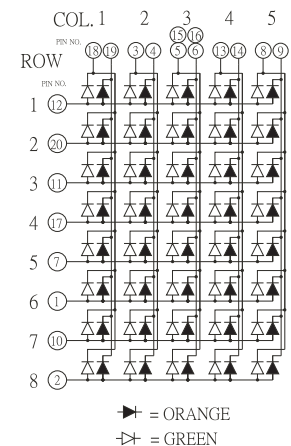 COL. 1 2 3 4 5
PIN NO. 15 16
18 19 3 4 5 6 13 14 8 9
ROW
PIN NO.
1 12
2 20
3 11
4 17
5 7
6 1
7 10
8 2
= ORANGE
= GREEN